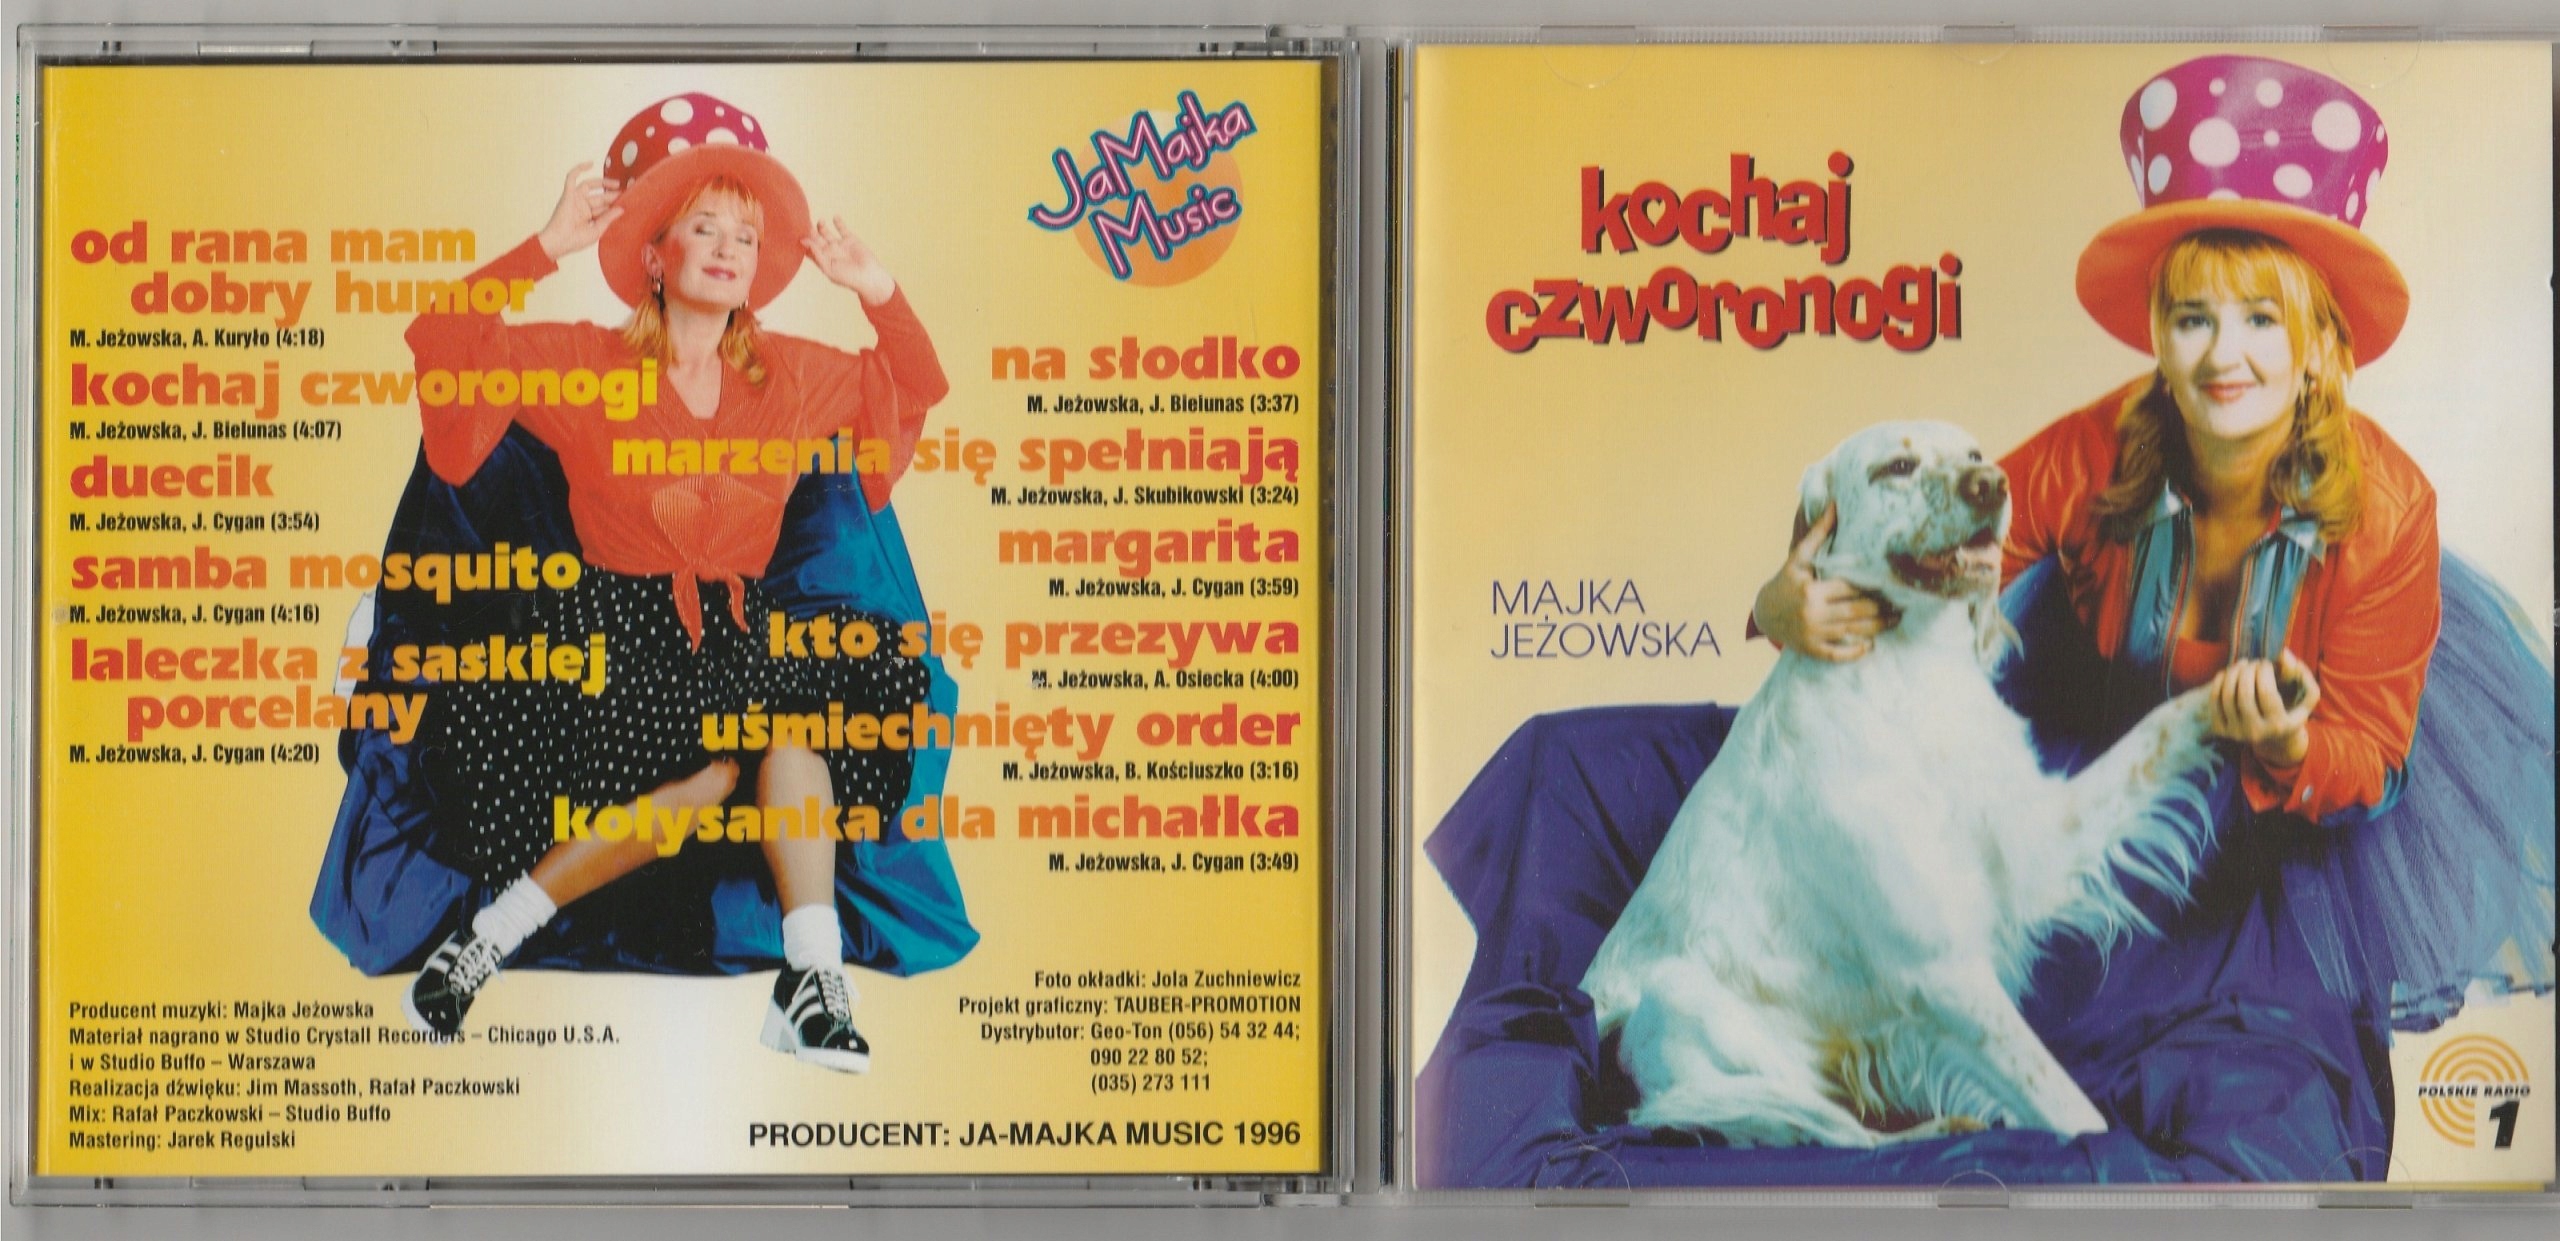 od rana mam
dobry humor
M. Jeżowska, A. Kuryło (4:18)
kochaj czworonogi
M. Jeżowska, J. Bielunas (4:07)
duecik
M. Jeżowska, J. Cygan (3:54)
samba mosquito
M. Jeżowska, J. Cygan (4:16)
laleczka z saskiej
porcelany
M. Jeżowska, J. Cygan (4:20)
JaMajka
Music
na słodko
M. Jeżowska, J. Bielunas (3:37)
marzenia się spełniają
M. Jeżowska, J. Skubikowski (3:24)
margarita
M. Jeżowska, J. Cygan (3:59)
kto się przezywa
M. Jeżowska, A. Osiecka (4:00)
uśmiechnięty order
M. Jeżowska, B. Kościuszko (3:16)
kołysanka dla michałka
M. Jeżowska, J. Cygan (3:49)
Producent muzyki: Majka Jeżowska
Materiał nagrano w Studio Crystall Recorders – Chicago U.S.A.
i w Studio Buffo – Warszawa
Realizacja dźwięku: Jim Massoth, Rafał Paczkowski
Mix: Rafał Paczkowski – Studio Buffo
Mastering: Jarek Regulski
Foto okładki: Jola Zuchniewicz
Projekt graficzny: TAUBER-PROMOTION
Dystrybutor: Geo-Ton (056) 54 32 44;
090 22 80 52;
(035) 273 111
PRODUCENT: JA-MAJKA MUSIC 1996
kochaj
czworonogi
MAJKA
JEŻOWSKA
POLSKIE RADIO
1